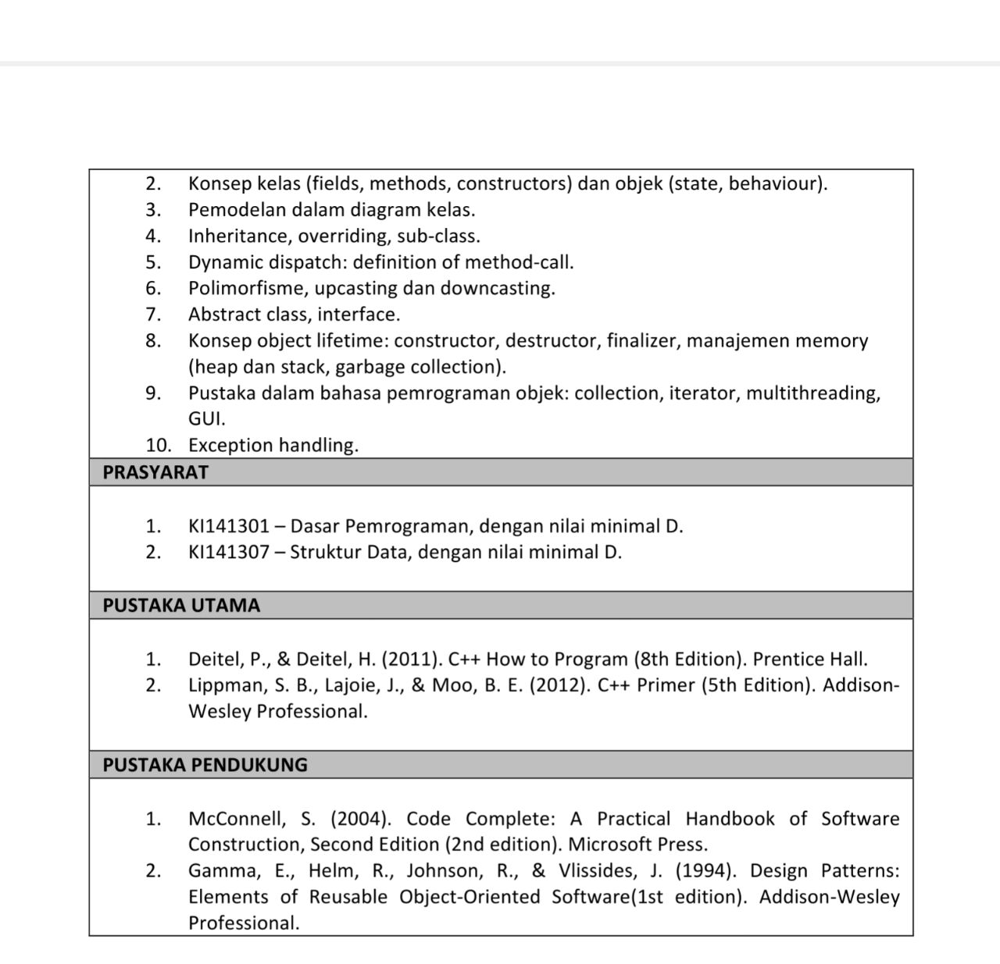 2. Konsep kelas (fields, methods, constructors) dan objek (state, behaviour).
3. Pemodelan dalam diagram kelas.
4. Inheritance, overriding, sub-class.
5. Dynamic dispatch: definition of method-call.
6. Polimorfisme, upcasting dan downcasting.
7. Abstract class, interface.
8. Konsep object lifetime: constructor, destructor, finalizer, manajemen memory
(heap dan stack, garbage collection).
9. Pustaka dalam bahasa pemrograman objek: collection, iterator, multithreading,
GUI.
10. Exception handling.
PRASYARAT
1. KI141301 – Dasar Pemrograman, dengan nilai minimal D.
2. KI141307 – Struktur Data, dengan nilai minimal D.
PUSTAKA UTAMA
1. Deitel, P., & Deitel, H. (2011). C++ How to Program (8th Edition). Prentice Hall.
2. Lippman, S. B., Lajoie, J., & Moo, B. E. (2012). C++ Primer (5th Edition). Addison-
Wesley Professional.
PUSTAKA PENDUKUNG
1. McConnell, S. (2004). Code Complete: A Practical Handbook of Software
Construction, Second Edition (2nd edition). Microsoft Press.
2. Gamma, E., Helm, R., Johnson, R., & Vlissides, J. (1994). Design Patterns:
Elements of Reusable Object-Oriented Software(1st edition). Addison-Wesley
Professional.